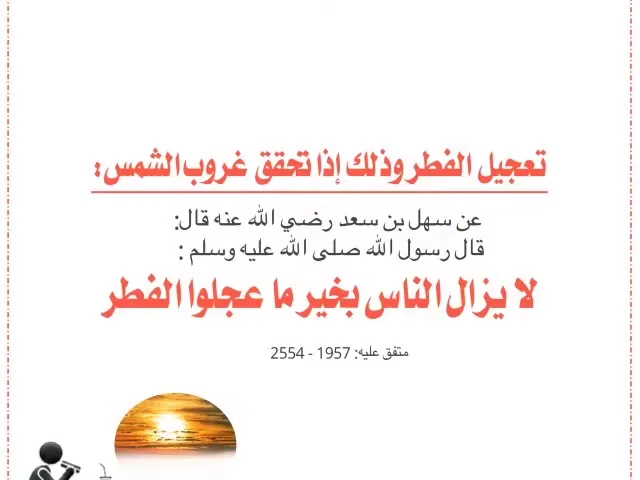 تعجيل الفطر وذلك إذا تحقق غروب الشمس :
عن سهل بن سعد رضي الله عنه قال:
قال رسول الله صلى الله عليه وسلم :
لا يزال الناس بخير ما عجلوا الفطر
متفق عليه: 1957 - 2554